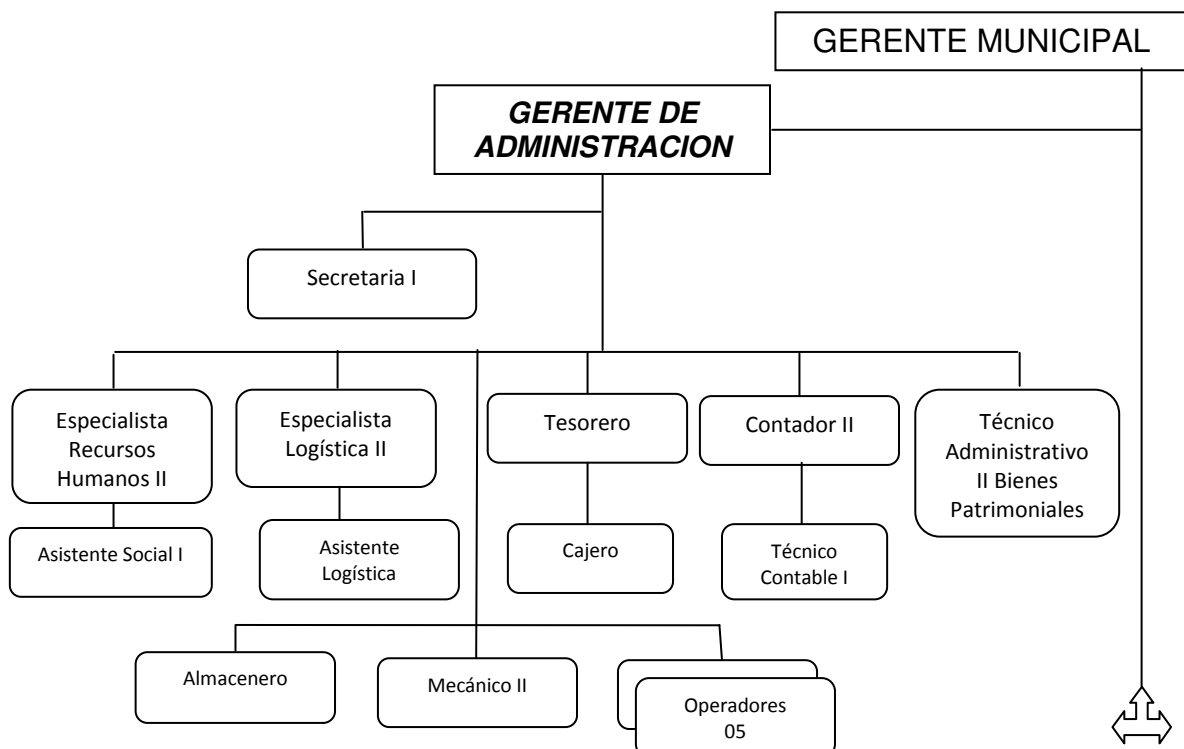 GERENTE MUNICIPAL
GERENTE DE
ADMINISTRACION
Secretaria I
Especialista
Recursos
Humanos II
Especialista
Logística II
Tesorero
Contador II
Técnico
Administrativo
II Bienes
Patrimoniales
Asistente Social I
Asistente
Logística
Cajero
Técnico
Contable I
Almacenero
Mecánico II
Operadores
05